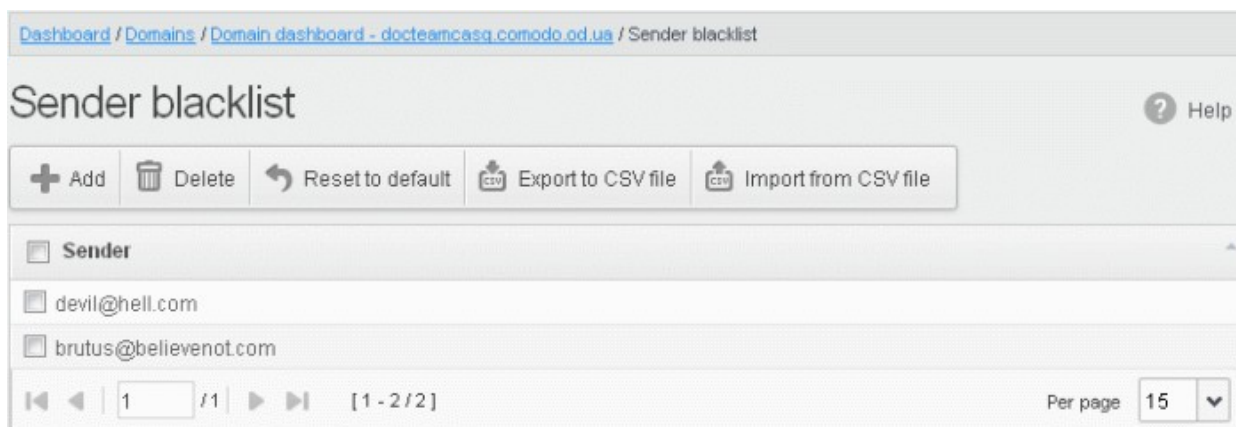 Dashboard / Domains / Domain dashboard - docteamcasg.comodo.od.ua / Sender blacklist
Sender blacklist
Help
Add Delete Reset to default Export to CSV file Import from CSV file
Sender
devil@hell.com
brutus@believenot.com
1 / 1 [ 1 - 2 / 2 ] Per page 15